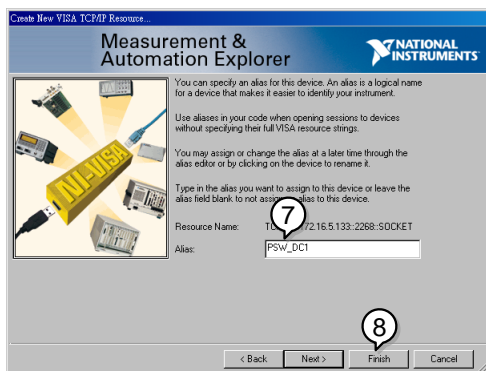 Create New VISA TCP/IP Resource...
Measurement &
Automation Explorer
NATIONAL
INSTRUMENTS
You can specify an alias for this device. An alias is a logical name
for a device that makes it easier to identify your instrument.
Use aliases in your code when opening sessions to devices
without specifying their full VISA resource strings.
You may assign or change the alias at a later time through the
alias editor or by clicking on the device to rename it.
Type in the alias you want to assign to this device or leave the
alias field blank to not assign alias to this device.
7
Resource Name: 72.16.5.133::2268::SOCKET
Alias: PSW_DC1
NI-VISA
8
< Back Next > Finish Cancel